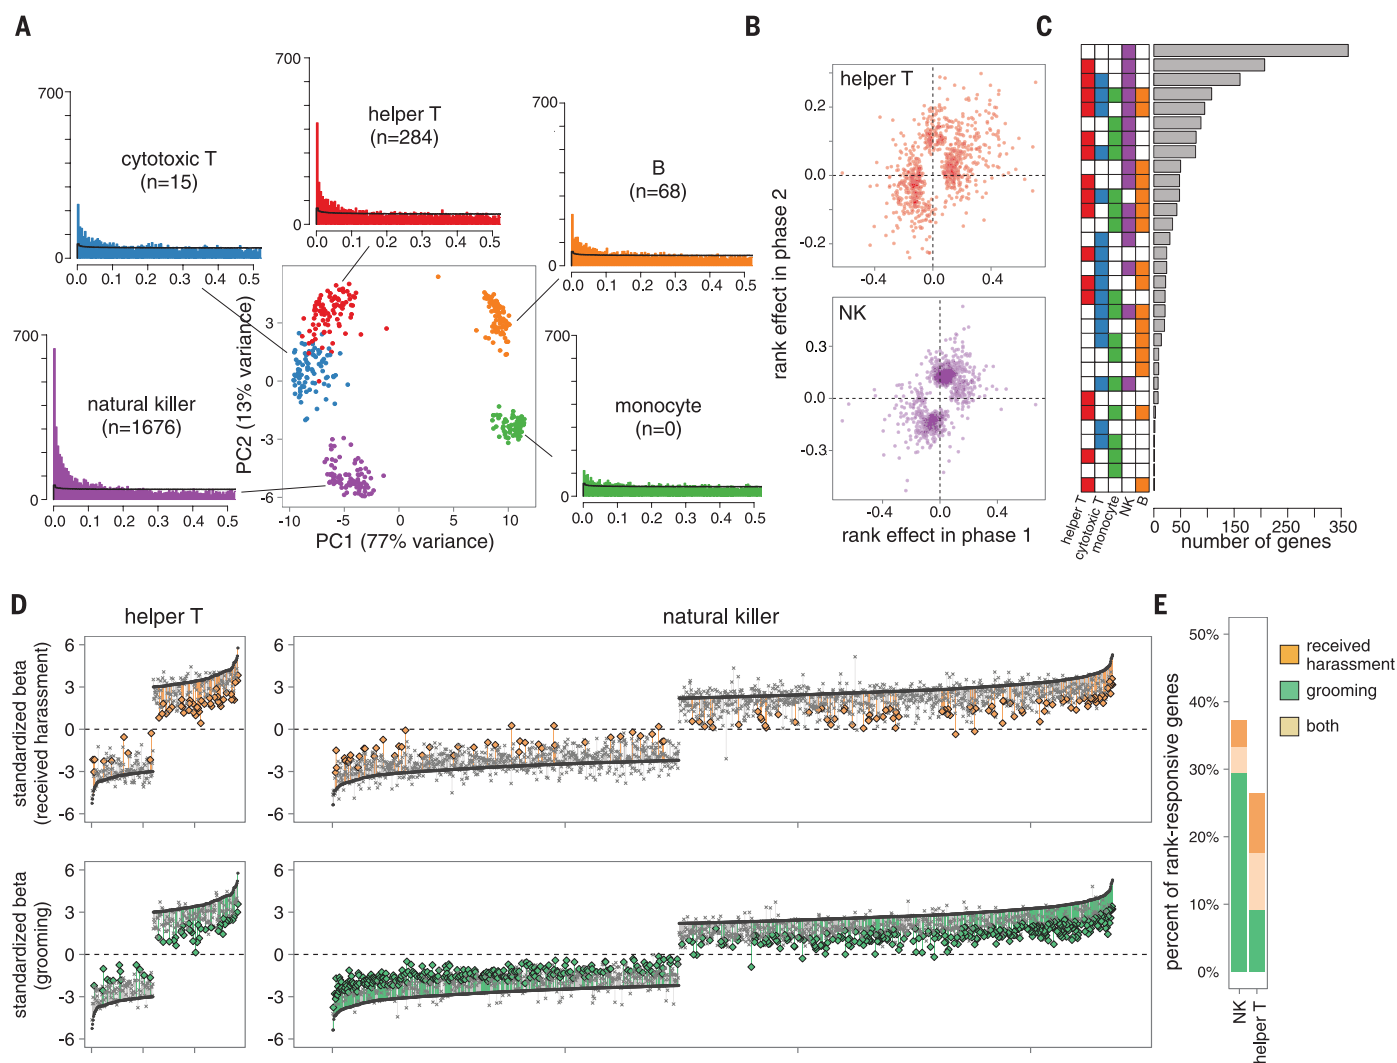 A
B
C
700
0
cytotoxic T
(n=15)
0.0 0.1 0.2 0.3 0.4 0.5
700
0
helper T
(n=284)
0.0 0.1 0.2 0.3 0.4 0.5
700
0
B
(n=68)
0.0 0.1 0.2 0.3 0.4 0.5
700
0
natural killer
(n=1676)
0.0 0.1 0.2 0.3 0.4 0.5
700
0
monocyte
(n=0)
0.0 0.1 0.2 0.3 0.4 0.5
PC2 (13% variance)
3
0
-3
-6
-10 -5 0 5 10
PC1 (77% variance)
rank effect in phase 2
helper T
0.2
0.0
-0.2
-0.4 0.0 0.4
NK
0.3
0.0
-0.3
-0.4 0.0 0.4
rank effect in phase 1
helper T
cytotoxic T
monocyte
NK
B
0 50 150 250 350
number of genes
D
helper T
natural killer
standardized beta
(received harassment)
6
3
0
-3
-6
standardized beta
(grooming)
6
3
0
-3
-6
E
percent of rank-responsive genes
50%
40%
30%
20%
10%
0%
NK
helper T
received
harassment
grooming
both